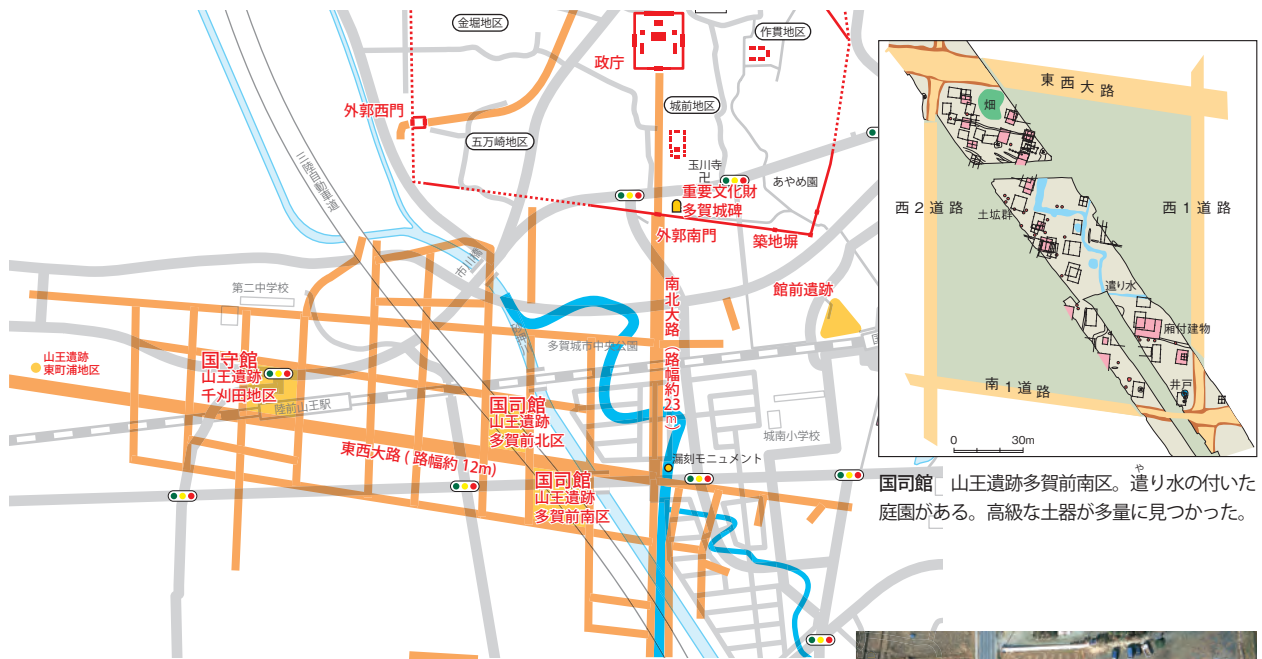 金堀地区
政庁
作貫地区
外郭西門
城前地区
五万崎地区
玉川寺
卍
あやめ園
重要文化財
多賀城碑
外郭南門
築地塀
三陸自動車道
市川橋
第二中学校
南北大路(路幅約23m)
館前遺跡
多賀城市中央公園
山王遺跡
東町浦地区
国守館
山王遺跡
千刈田地区
陸前山王駅
国司館
山王遺跡
多賀前北区
東西大路(路幅約12m)
城南小学校
漏刻モニュメント
国司館
山王遺跡
多賀前南区
東西大路
畑
西2道路
西1道路
土拡群
遣り水
廂付建物
井戸
南1道路
0 30m
や
国司館 山王遺跡多賀前南区。遣り水の付いた
庭園がある。高級な土器が多量に見つかった。